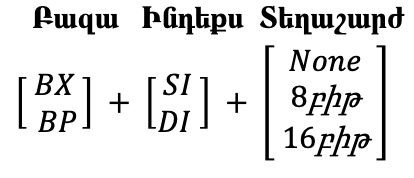 Բազա Ինդեքս Տեղաշարժ
[BX BP] + [SI DI] + [None 8բիթ 16բիթ]